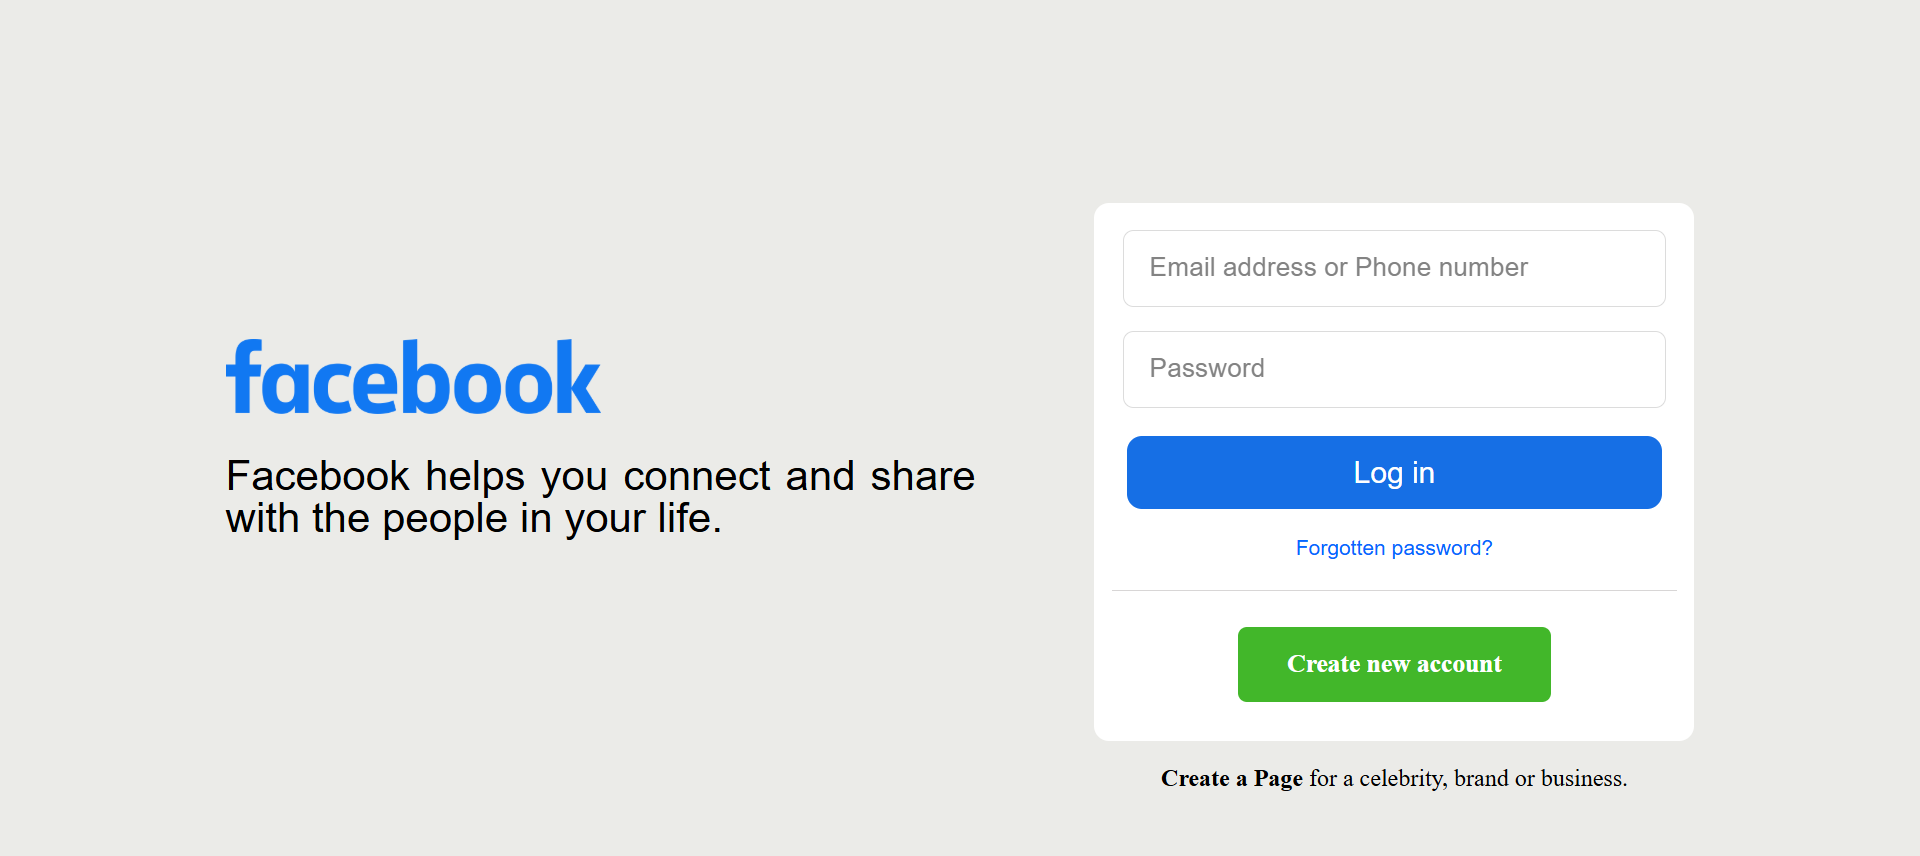 facebook
Facebook helps you connect and share
with the people in your life.
Email address or Phone number
Password
Log in
Forgotten password?
Create new account
Create a Page for a celebrity, brand or business.